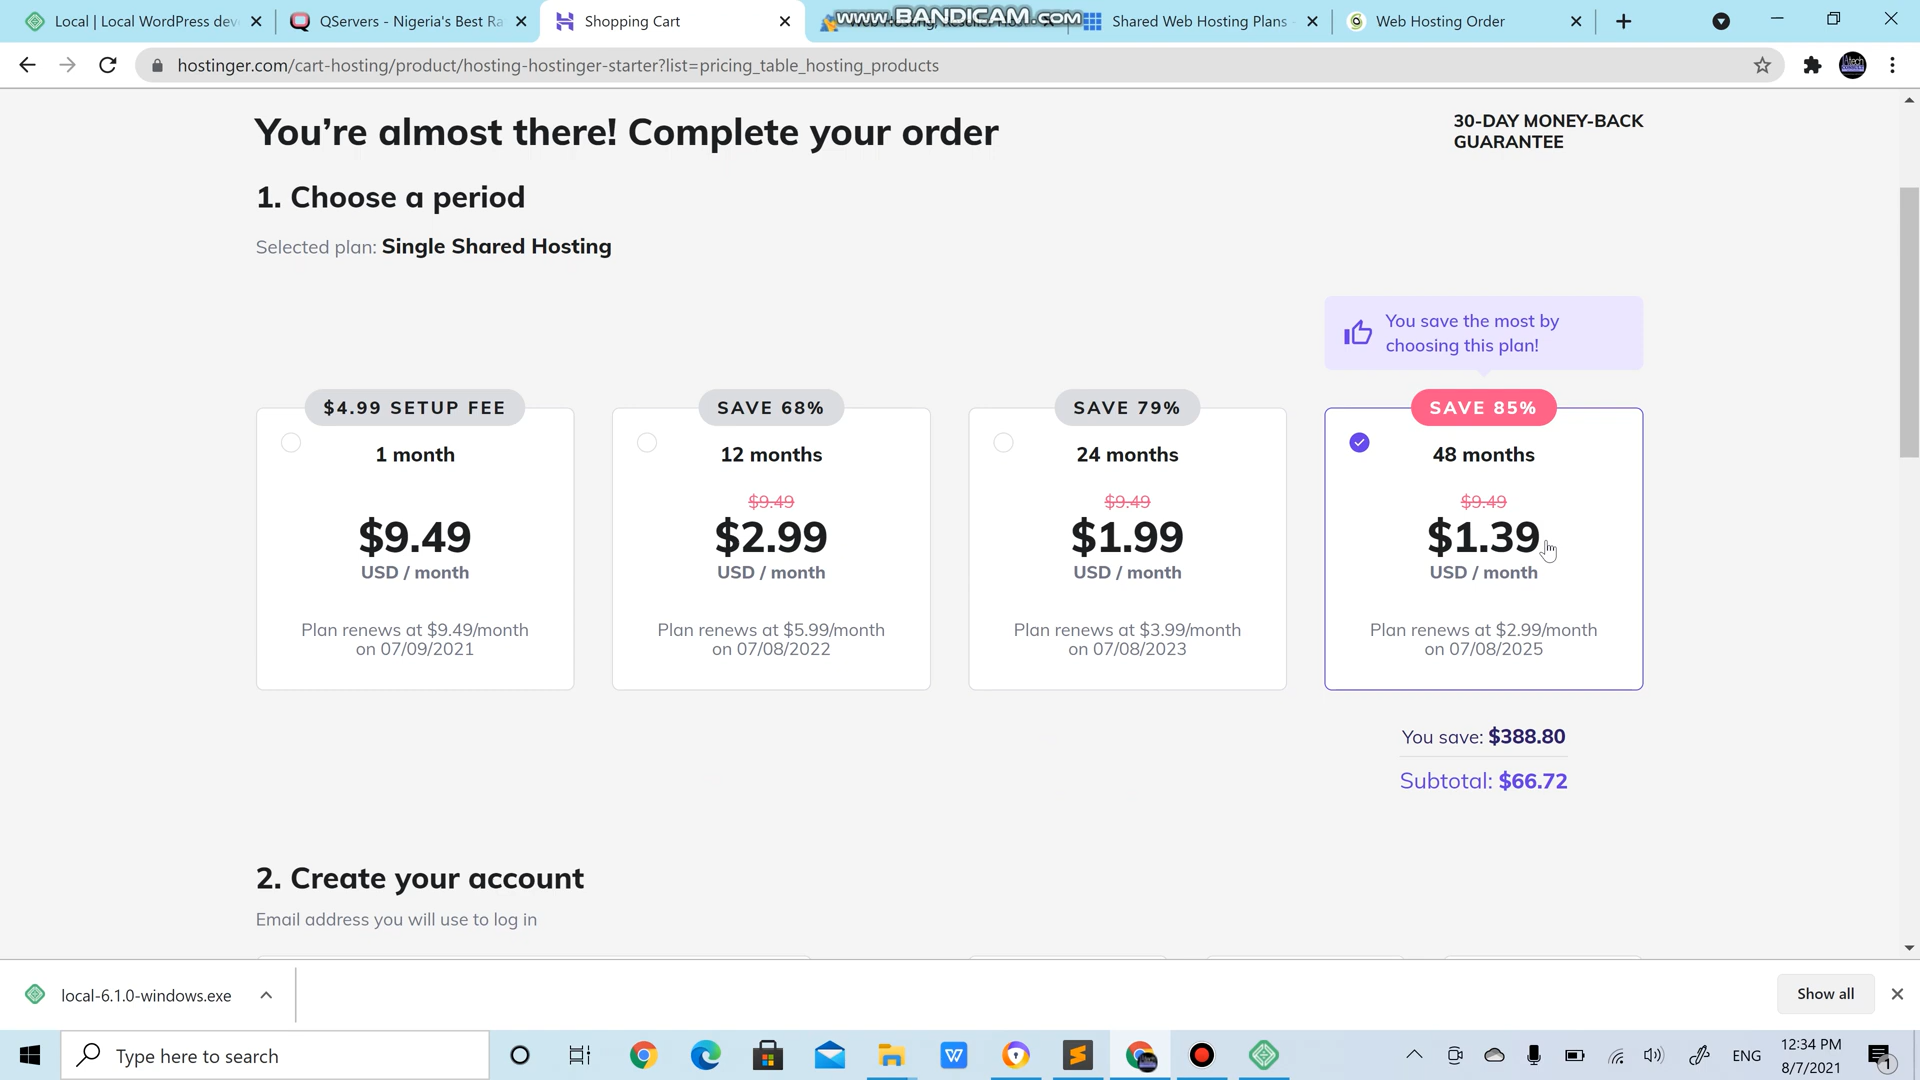 Local | Local WordPress dev
QServers - Nigeria's Best Ra
Shopping Cart
www.BANDICAM.com
Shared Web Hosting Plans -
Web Hosting Order
hostinger.com/cart-hosting/product/hosting-hostinger-starter?list=pricing_table_hosting_products
You're almost there! Complete your order
30-DAY MONEY-BACK
GUARANTEE
1. Choose a period
Selected plan: Single Shared Hosting
You save the most by
choosing this plan!
$4.99 SETUP FEE
1 month
$9.49
USD / month
Plan renews at $9.49/month
on 07/09/2021
SAVE 68%
12 months
$9.49
$2.99
USD / month
Plan renews at $5.99/month
on 07/08/2022
SAVE 79%
24 months
$9.49
$1.99
USD / month
Plan renews at $3.99/month
on 07/08/2023
SAVE 85%
48 months
$9.49
$1.39
USD / month
Plan renews at $2.99/month
on 07/08/2025
You save: $388.80
Subtotal: $66.72
2. Create your account
Email address you will use to log in
local-6.1.0-windows.exe
Show all
Type here to search
ENG
12:34 PM
8/7/2021
1